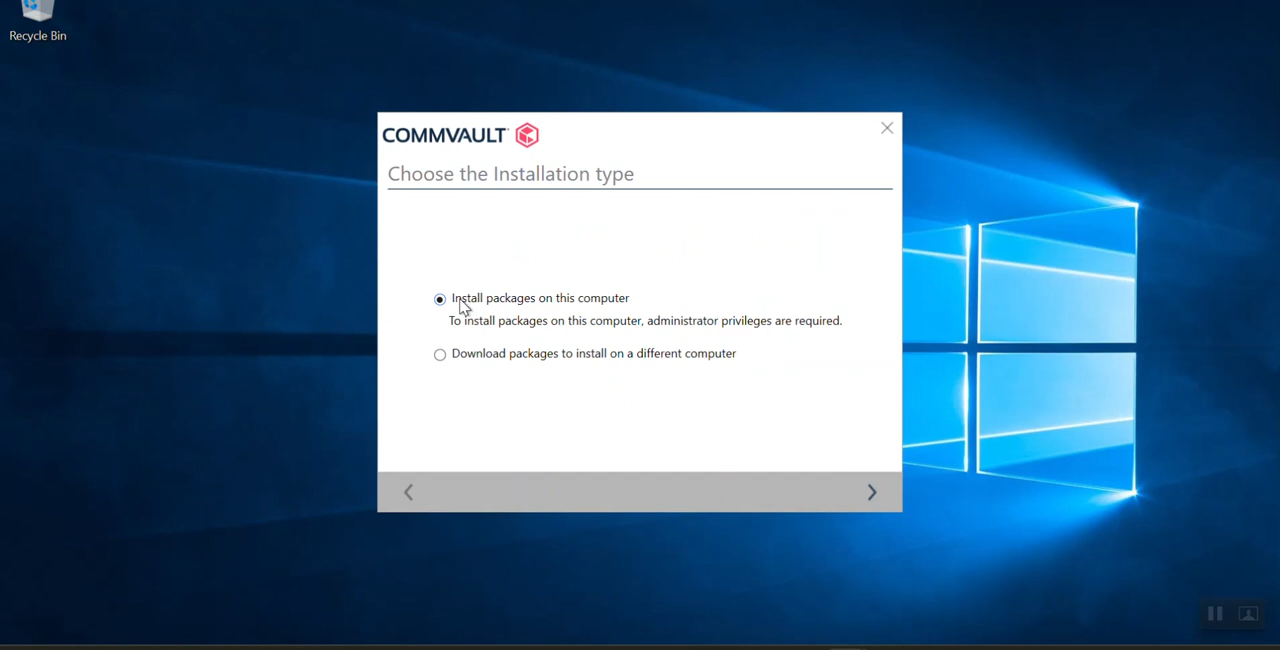 Recycle Bin
COMMVAULT
Choose the Installation type
Install packages on this computer
To install packages on this computer, administrator privileges are required.
Download packages to install on a different computer